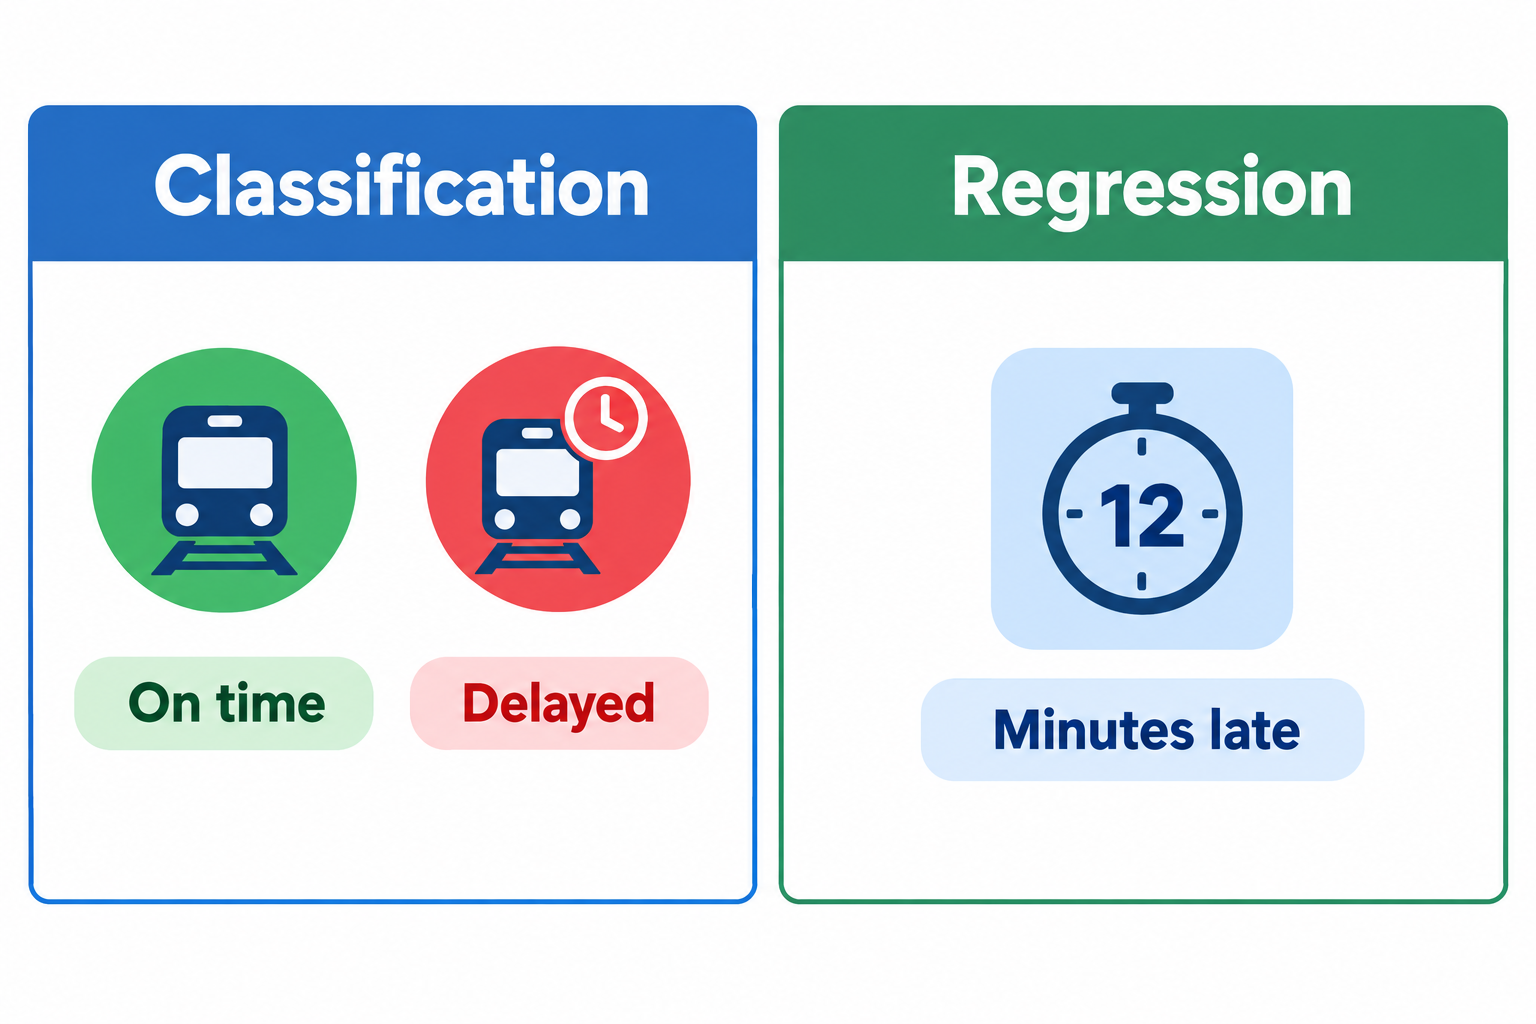 Classification
On time
Delayed
Regression
12
Minutes late